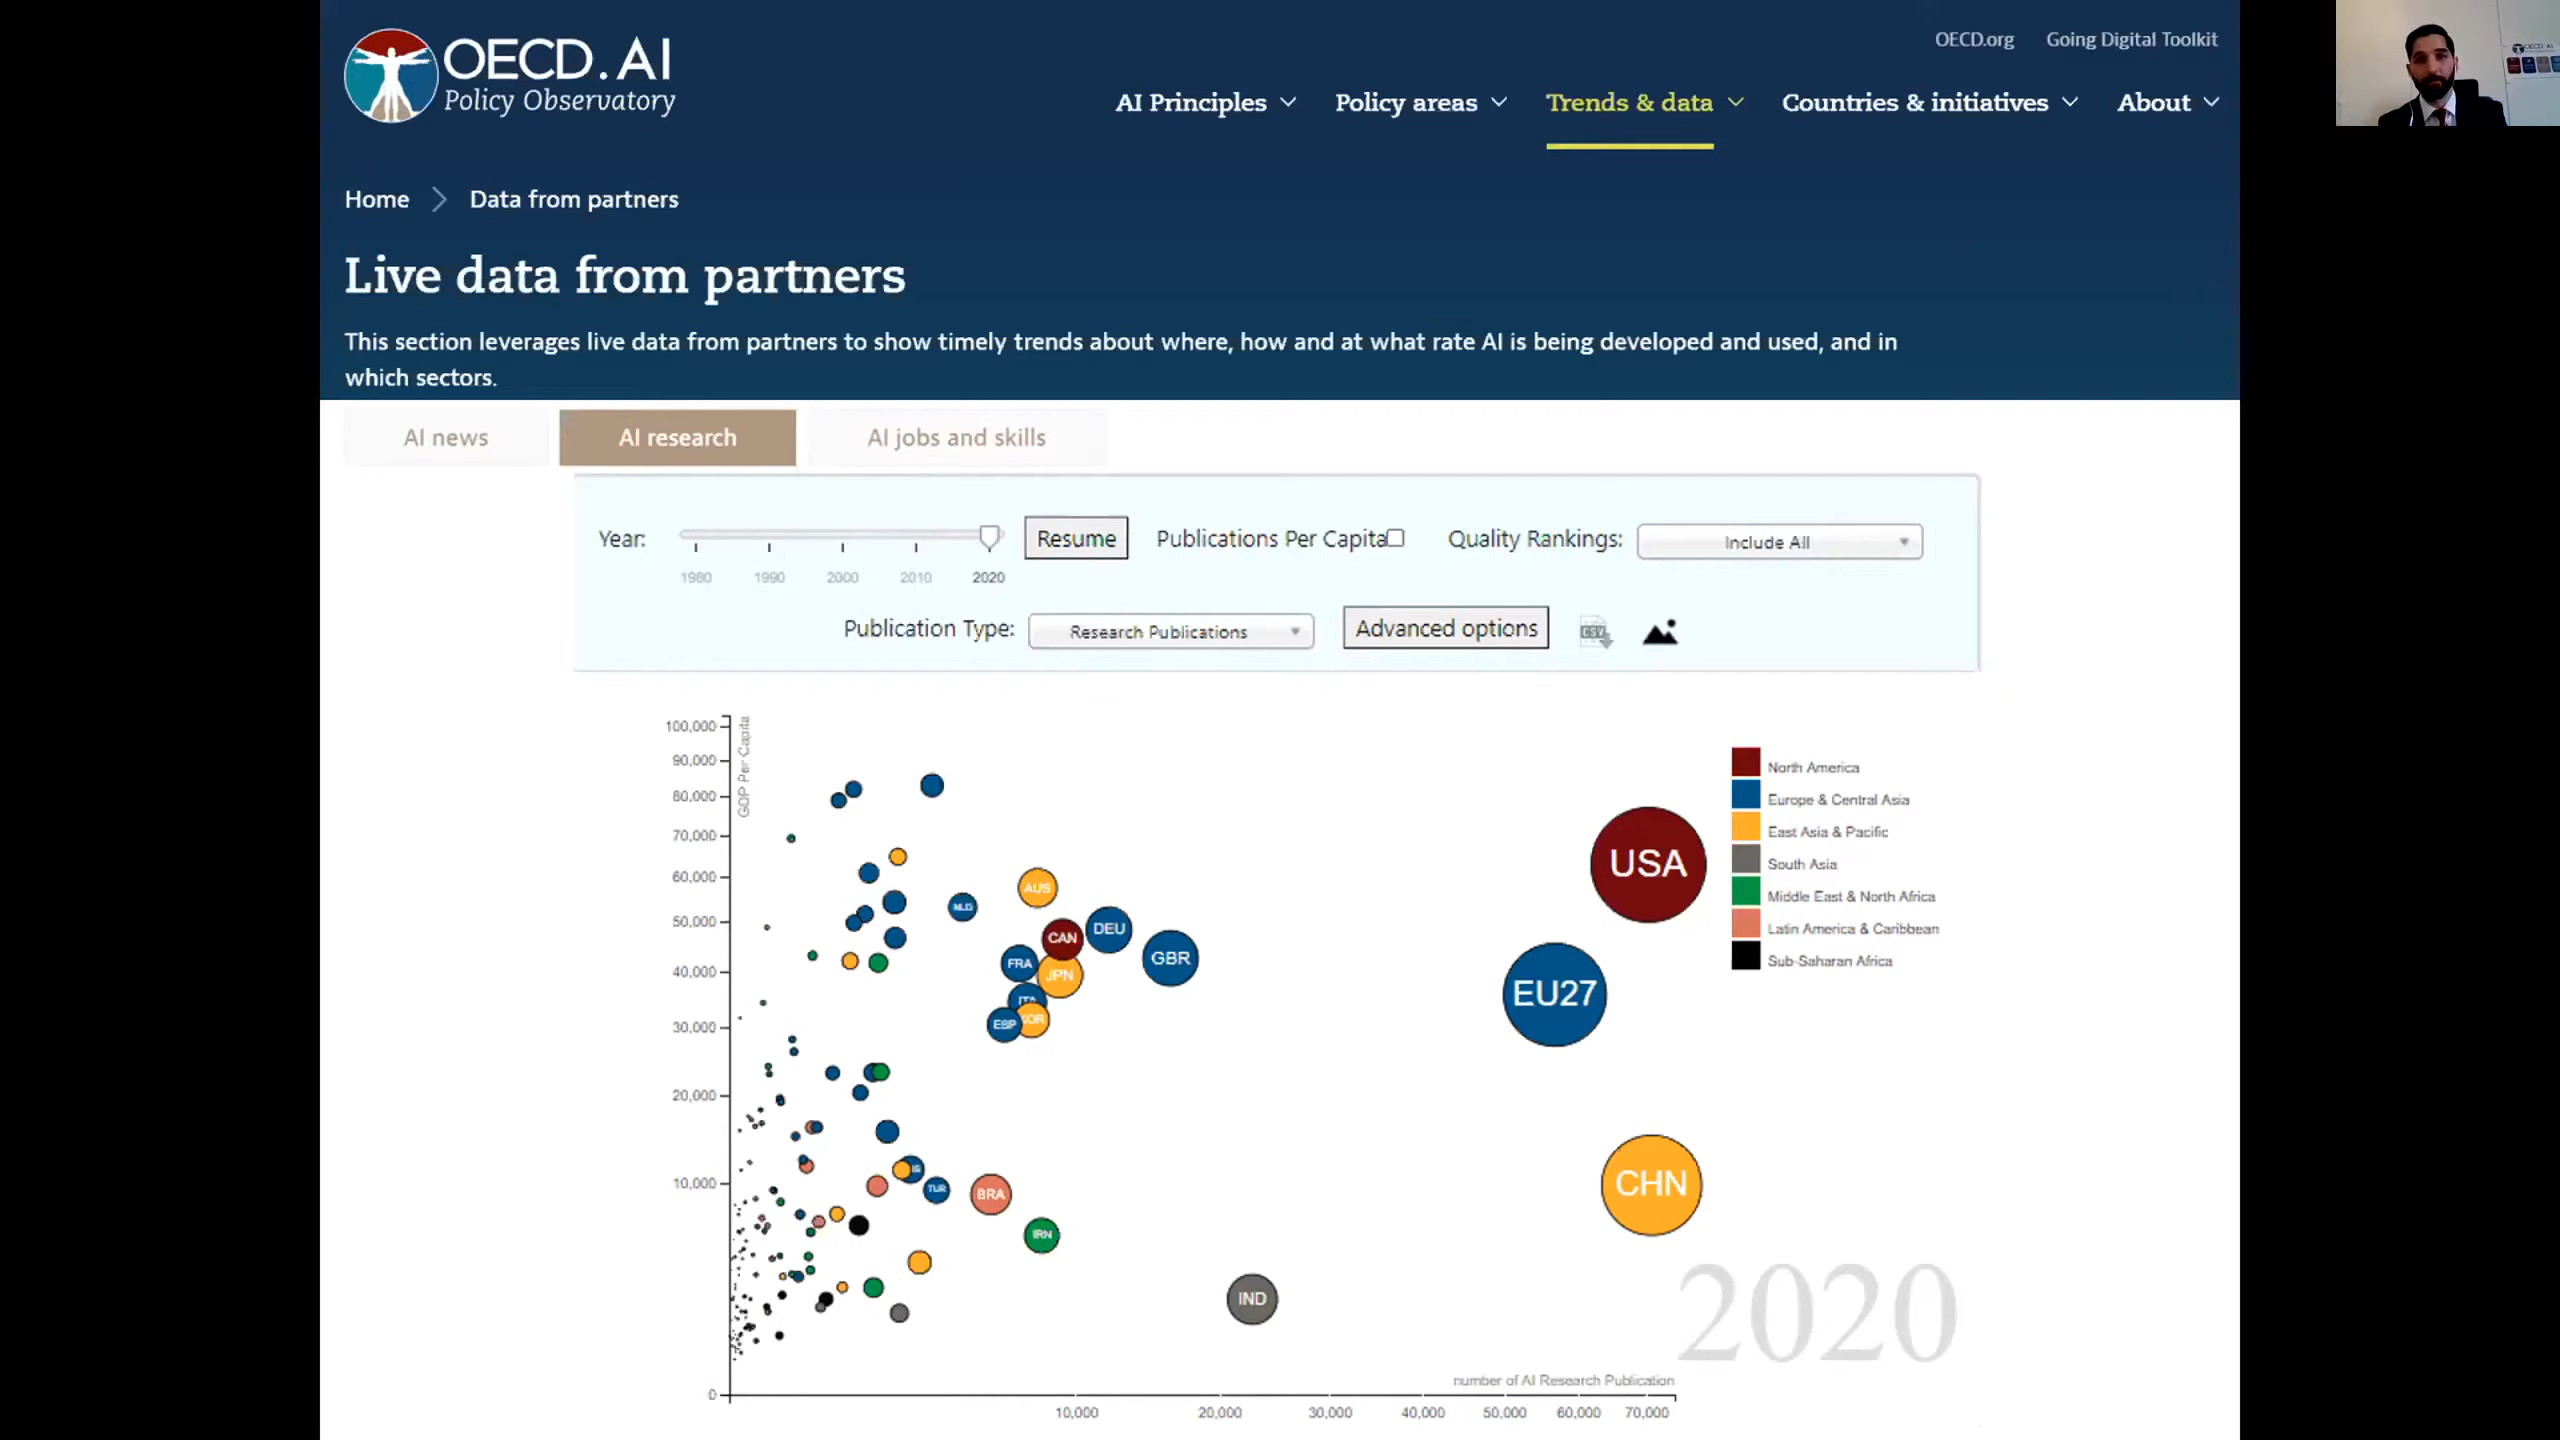 OECD.AI
Policy Observatory
OECD.org Going Digital Toolkit
AI Principles Policy areas Trends & data Countries & initiatives About
Home Data from partners
Live data from partners
This section leverages live data from partners to show timely trends about where, how and at what rate AI is being developed and used, and in
which sectors.
AI news AI research AI jobs and skills
Year: Resume Publications Per Capita Quality Rankings: Include All
1980 1990 2000 2010 2020
Publication Type: Research Publications Advanced options CSV
GDP Per Capita
100,000
90,000
80,000
70,000
60,000
50,000
40,000
30,000
20,000
10,000
0
North America
Europe & Central Asia
East Asia & Pacific
South Asia
Middle East & North Africa
Latin America & Caribbean
Sub-Saharan Africa
USA
AUS
NLD
DEU
CAN
GBR
FRA
JPN
EU27
ITA
ESP
KOR
CHN
TUR
BRA
IRN
IND
2020
number of AI Research Publication
10,000 20,000 30,000 40,000 50,000 60,000 70,000